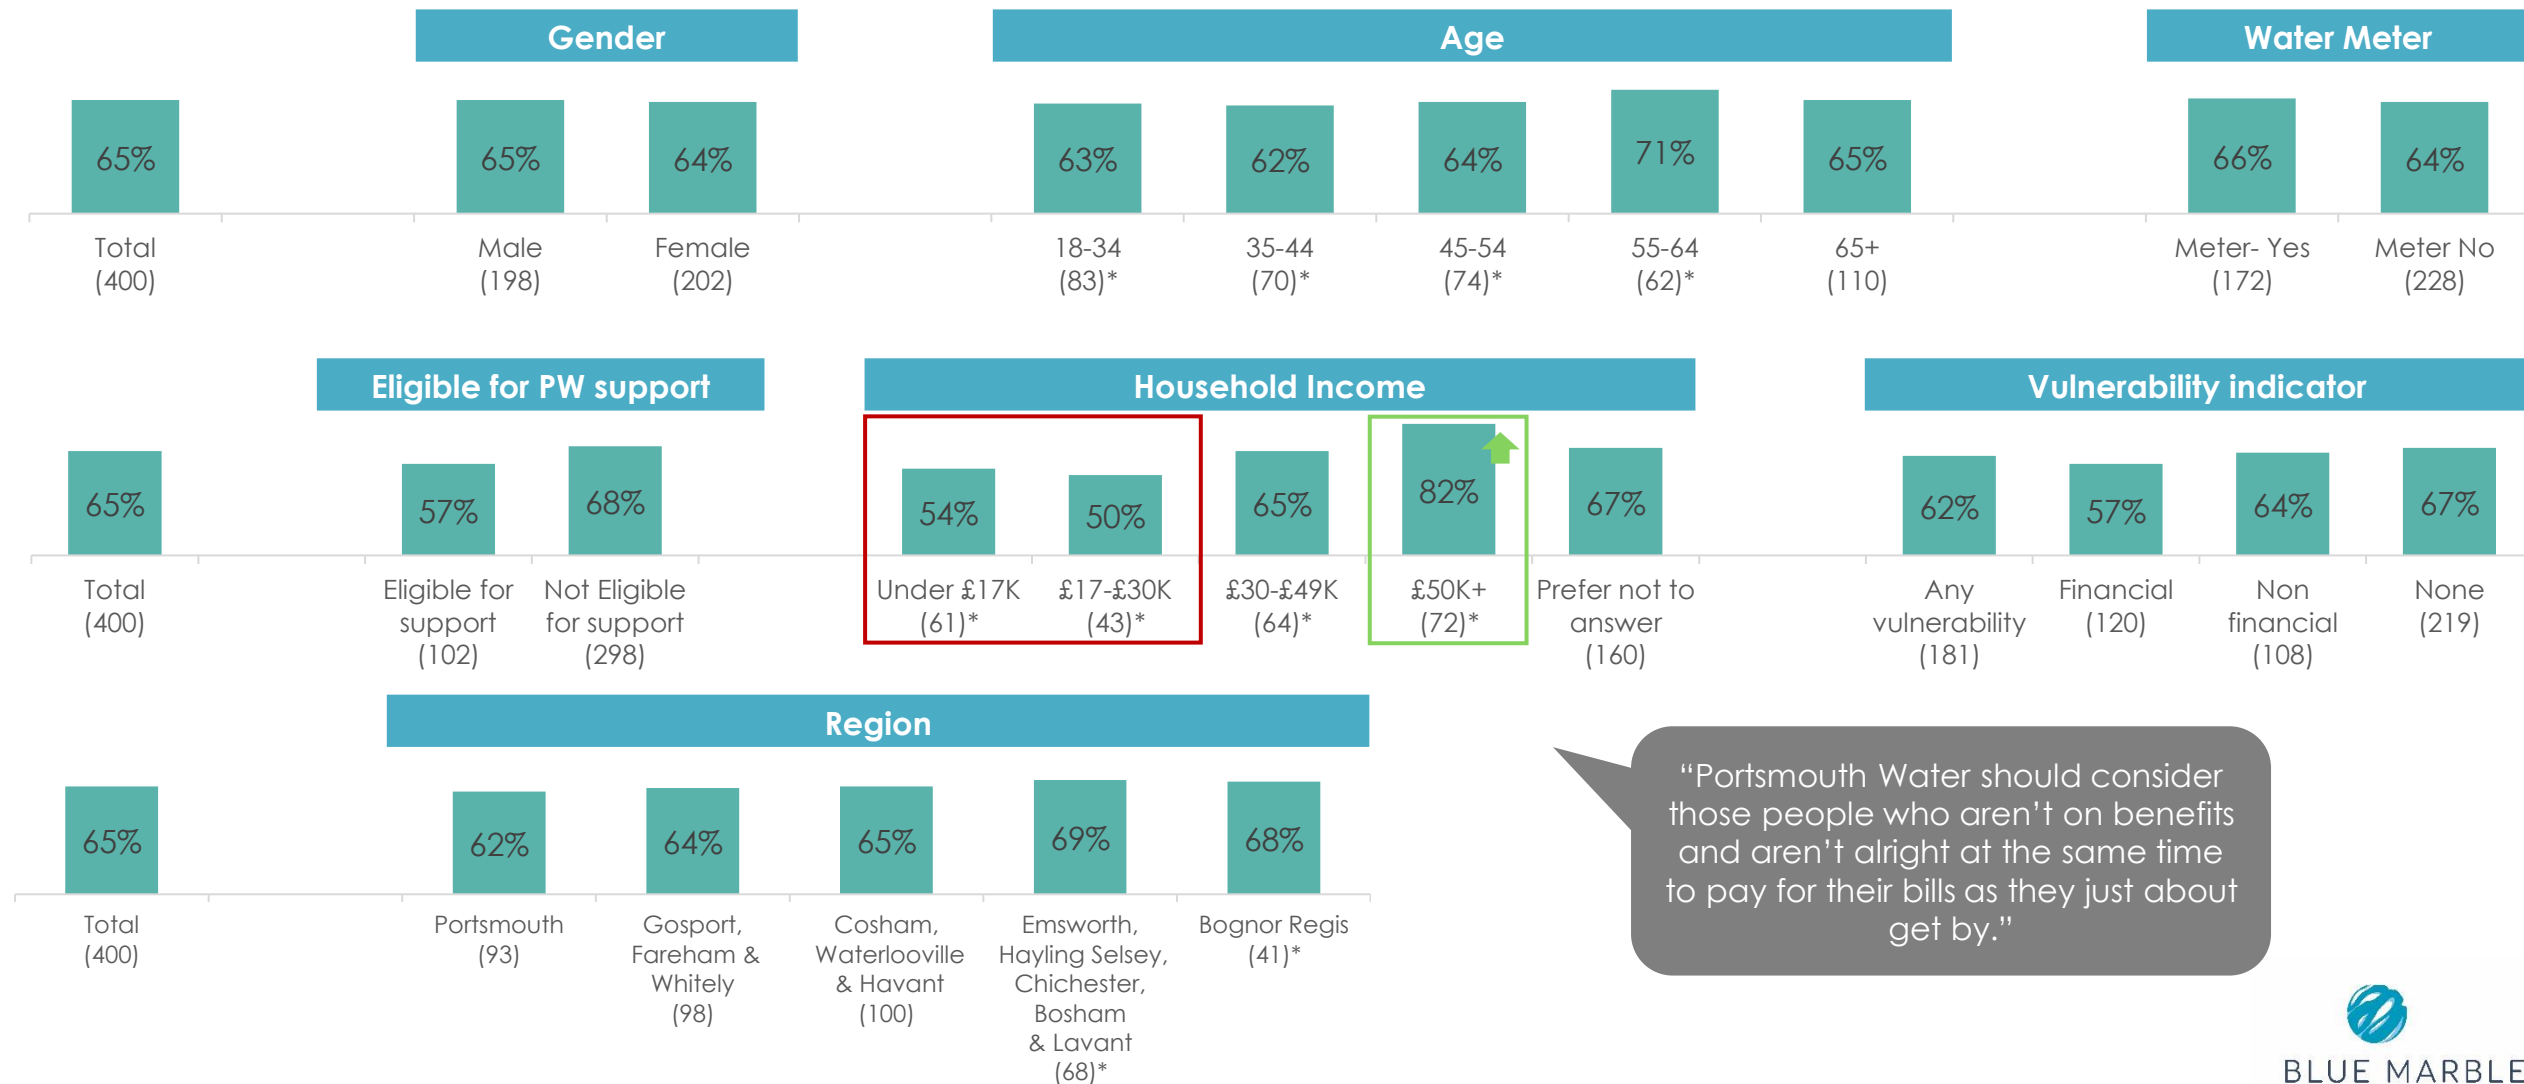 Gender
Age
Water Meter
65%
65%
64%
63%
62%
64%
71%
65%
66%
64%
Total
(400)
Male
(198)
Female
(202)
18-34
(83)*
35-44
(70)*
45-54
(74)*
55-64
(62)*
65+
(110)
Meter- Yes
(172)
Meter No
(228)
Eligible for PW support
Household Income
Vulnerability indicator
65%
57%
68%
54%
50%
65%
82%
67%
62%
57%
64%
67%
Total
(400)
Eligible for
support
(102)
Not Eligible
for support
(298)
Under £17K
(61)*
£17-£30K
(43)*
£30-£49K
(64)*
£50K+
(72)*
Prefer not to
answer
(160)
Any
vulnerability
(181)
Financial
(120)
Non
financial
(108)
None
(219)
Region
65%
62%
64%
65%
69%
68%
Total
(400)
Portsmouth
(93)
Gosport,
Fareham &
Whitely
(98)
Cosham,
Waterlooville
& Havant
(100)
Emsworth,
Hayling Selsey,
Chichester,
Bosham
& Lavant
(68)*
Bognor Regis
(41)*
“Portsmouth Water should consider
those people who aren’t on benefits
and aren’t alright at the same time
to pay for their bills as they just about
get by.”
BLUE MARBLE